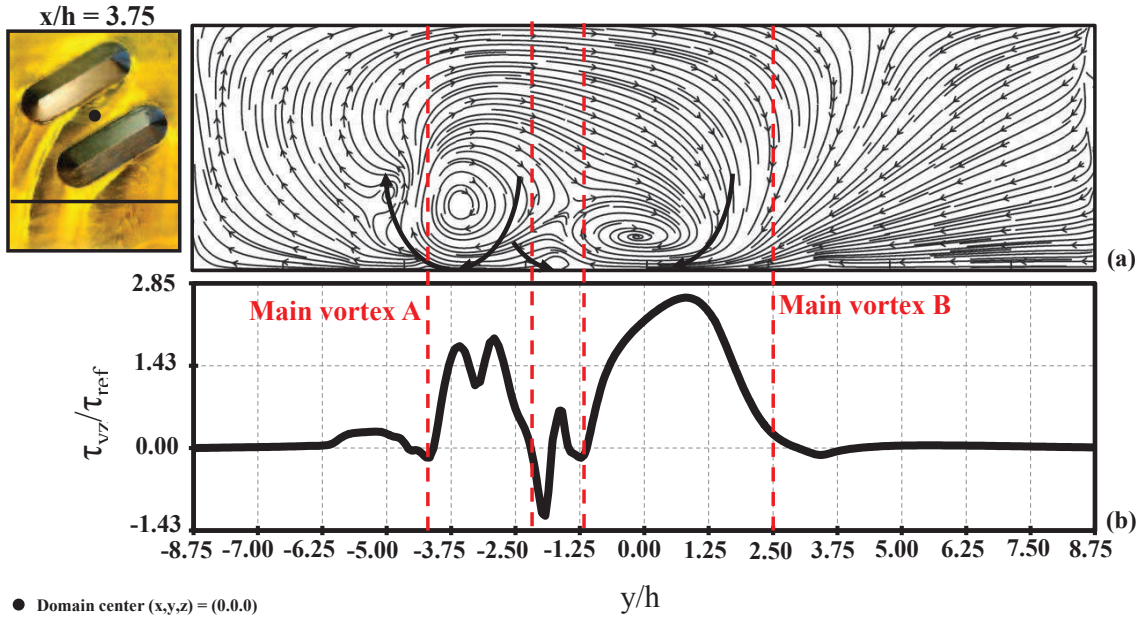 x/h = 3.75
(a)
2.85
1.43
0.00
-1.43
τyz/τref
Main vortex A
Main vortex B
(b)
-8.75 -7.00 -6.25 -5.00 -3.75 -2.50 -1.25 0.00 1.25 2.50 3.75 5.00 6.25 7.50 8.75
y/h
● Domain center (x,y,z) = (0.0.0)